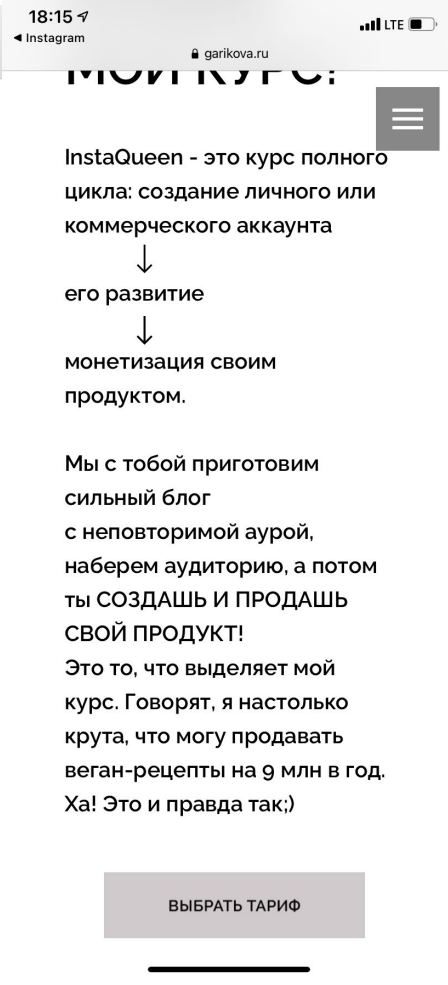 18:15
LTE
◀ Instagram
garikova.ru
МОЙ КУРС!
InstaQueen - это курс полного
цикла: создание личного или
коммерческого аккаунта
↓
его развитие
↓
монетизация своим
продуктом.
Мы с тобой приготовим
сильный блог
с неповторимой аурой,
наберем аудиторию, а потом
ты СОЗДАШЬ И ПРОДАШЬ
СВОЙ ПРОДУКТ!
Это то, что выделяет мой
курс. Говорят, я настолько
крута, что могу продавать
веган-рецепты на 9 млн в год.
Ха! Это и правда так;)
ВЫБРАТЬ ТАРИФ